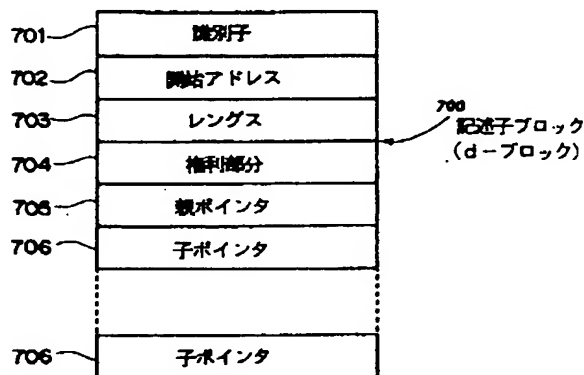 701 識別子
702 開始アドレス
703 レングス
704 権利部分
705 親ポインタ
706 子ポインタ
706 子ポインタ
700
記述子ブロック
(d-ブロック)